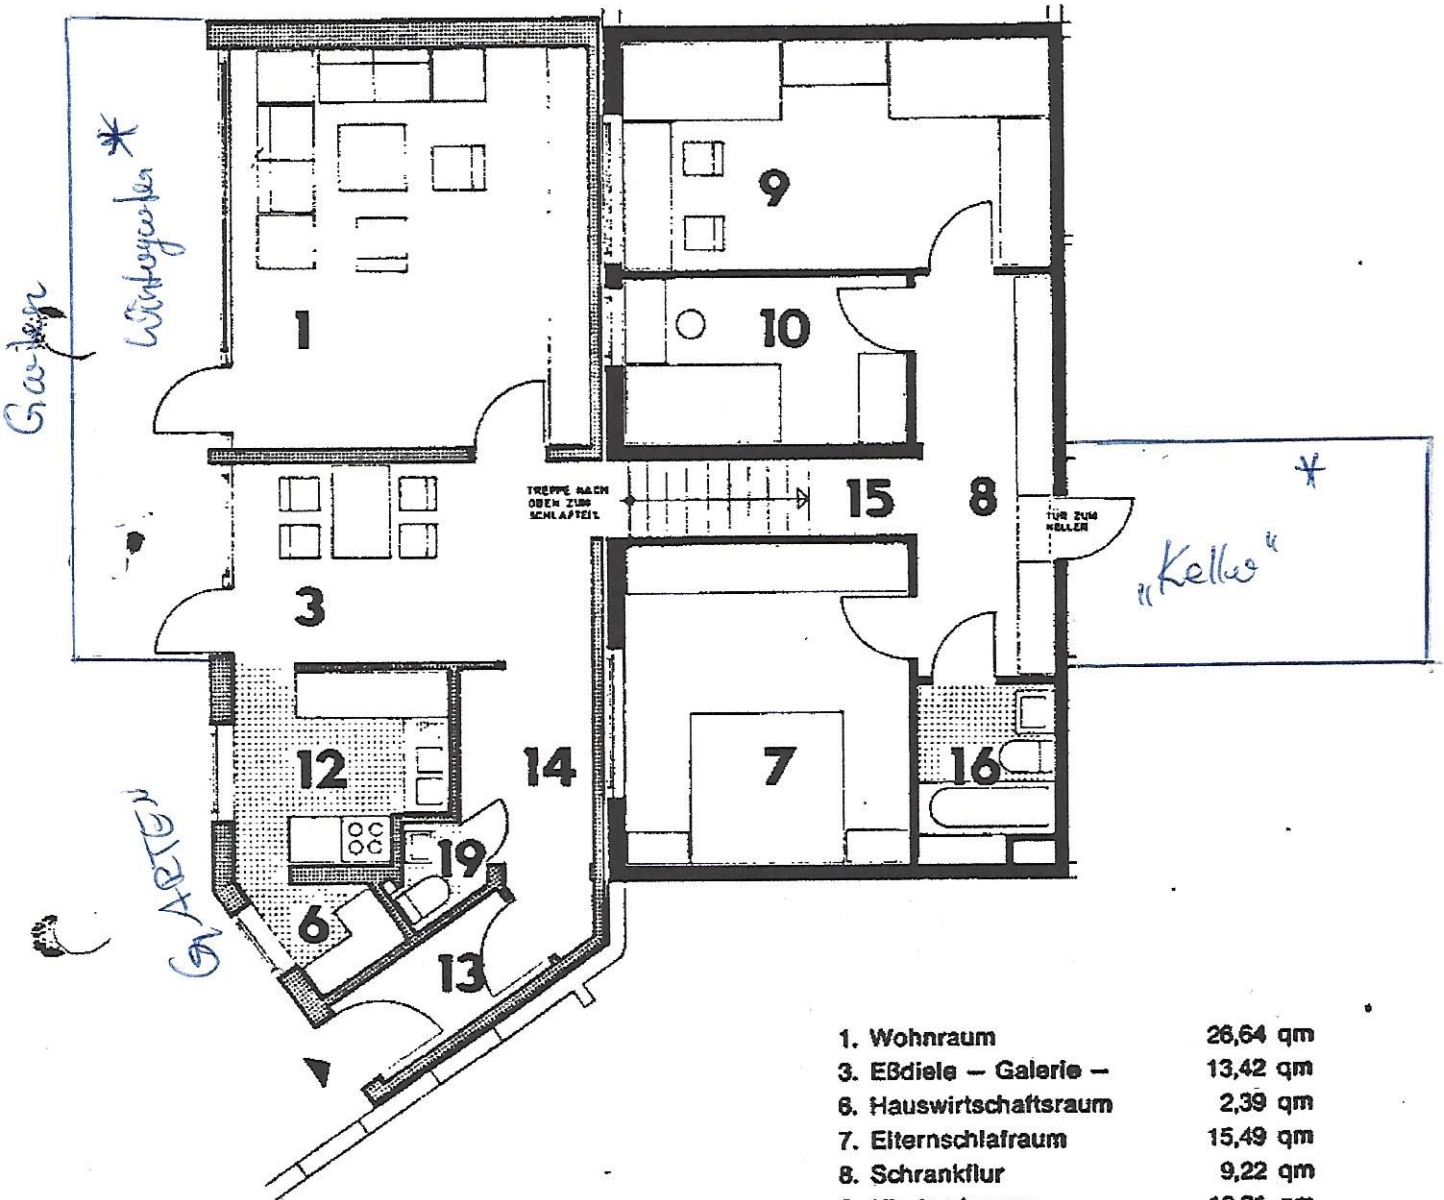 9
*
Wintergarten
1
10
Garten
TREPPE NACH
OBEN ZUM
SCHLAFTEIL
15
8
*
TÜR ZUM
KELLER
„Keller“
3
12
14
7
16
GARTEN
19
6
13
1. Wohnraum 26,64 qm
3. Eßdiele – Galerie – 13,42 qm
6. Hauswirtschaftsraum 2,39 qm
7. Elternschlafraum 15,49 qm
8. Schrankflur 9,22 qm